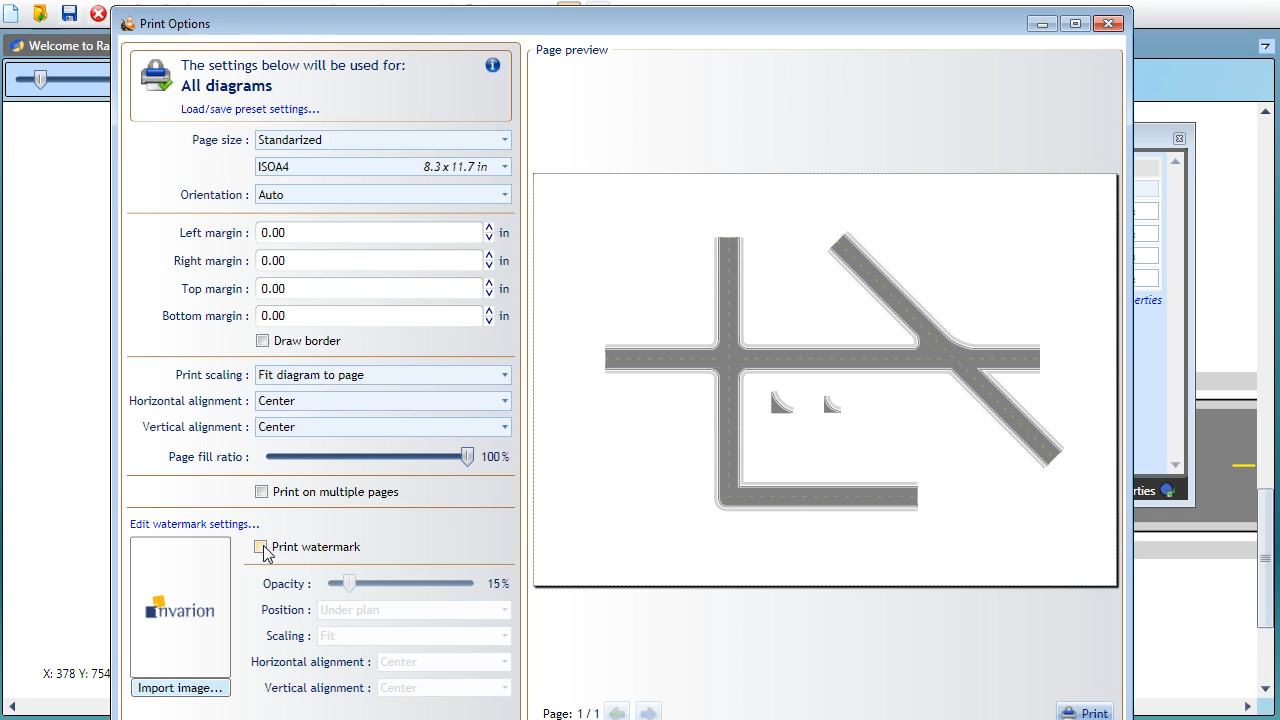 Print Options
Welcome to Ra
The settings below will be used for:
All diagrams
Load/save preset settings...
Page size : Standarized
ISOA4 8.3 x 11.7 in
Orientation : Auto
Left margin : 0.00 in
Right margin : 0.00 in
Top margin : 0.00 in
Bottom margin : 0.00 in
Draw border
Print scaling : Fit diagram to page
Horizontal alignment : Center
Vertical alignment : Center
Page fill ratio : 100%
Print on multiple pages
Edit watermark settings...
Print watermark
invarion
Opacity : 15%
Position : Under plan
Scaling : Fit
Horizontal alignment : Center
Import image...
Vertical alignment : Center
X: 378 Y: 754
Page preview
Page: 1 / 1
Print
erties
rties